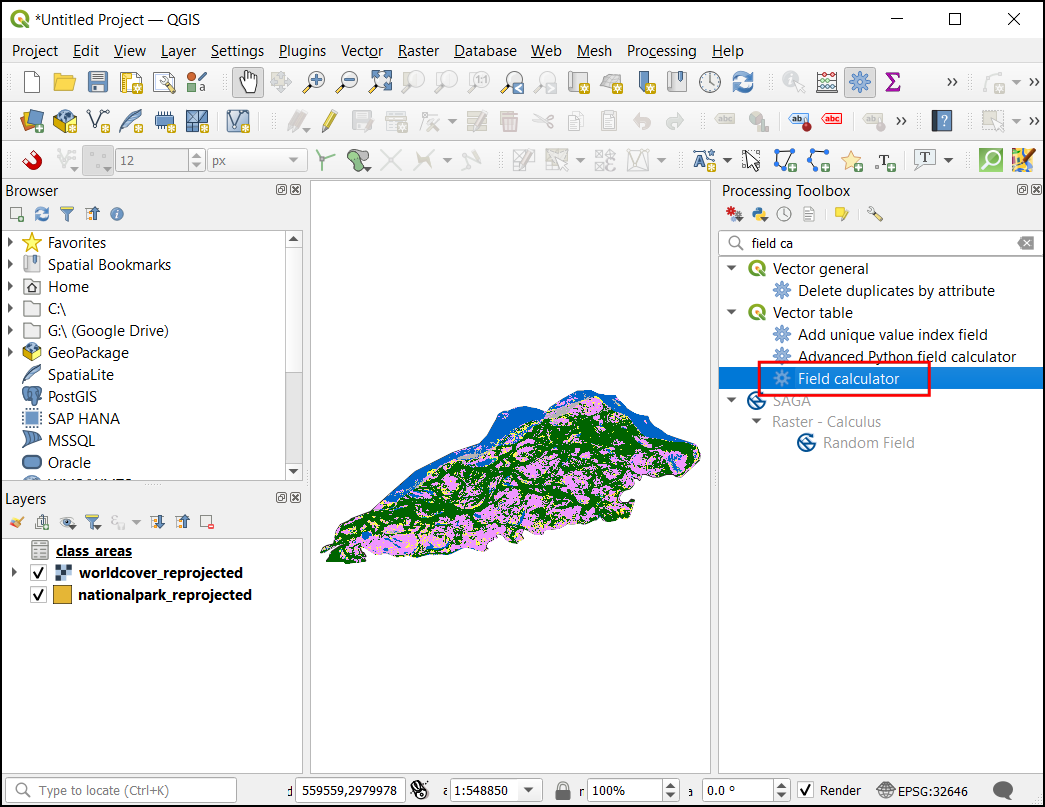 *Untitled Project — QGIS
Project Edit View Layer Settings Plugins Vector Raster Database Web Mesh Processing Help
12 px
Browser
Favorites
Spatial Bookmarks
Home
C:\
G:\ (Google Drive)
GeoPackage
SpatiaLite
PostGIS
SAP HANA
MSSQL
Oracle
Layers
class_areas
worldcover_reprojected
nationalpark_reprojected
Processing Toolbox
field ca
Vector general
Delete duplicates by attribute
Vector table
Add unique value index field
Advanced Python field calculator
Field calculator
SAGA
Raster - Calculus
Random Field
Type to locate (Ctrl+K) 559559,2979978 1:548850 100% 0.0 ° Render EPSG:32646